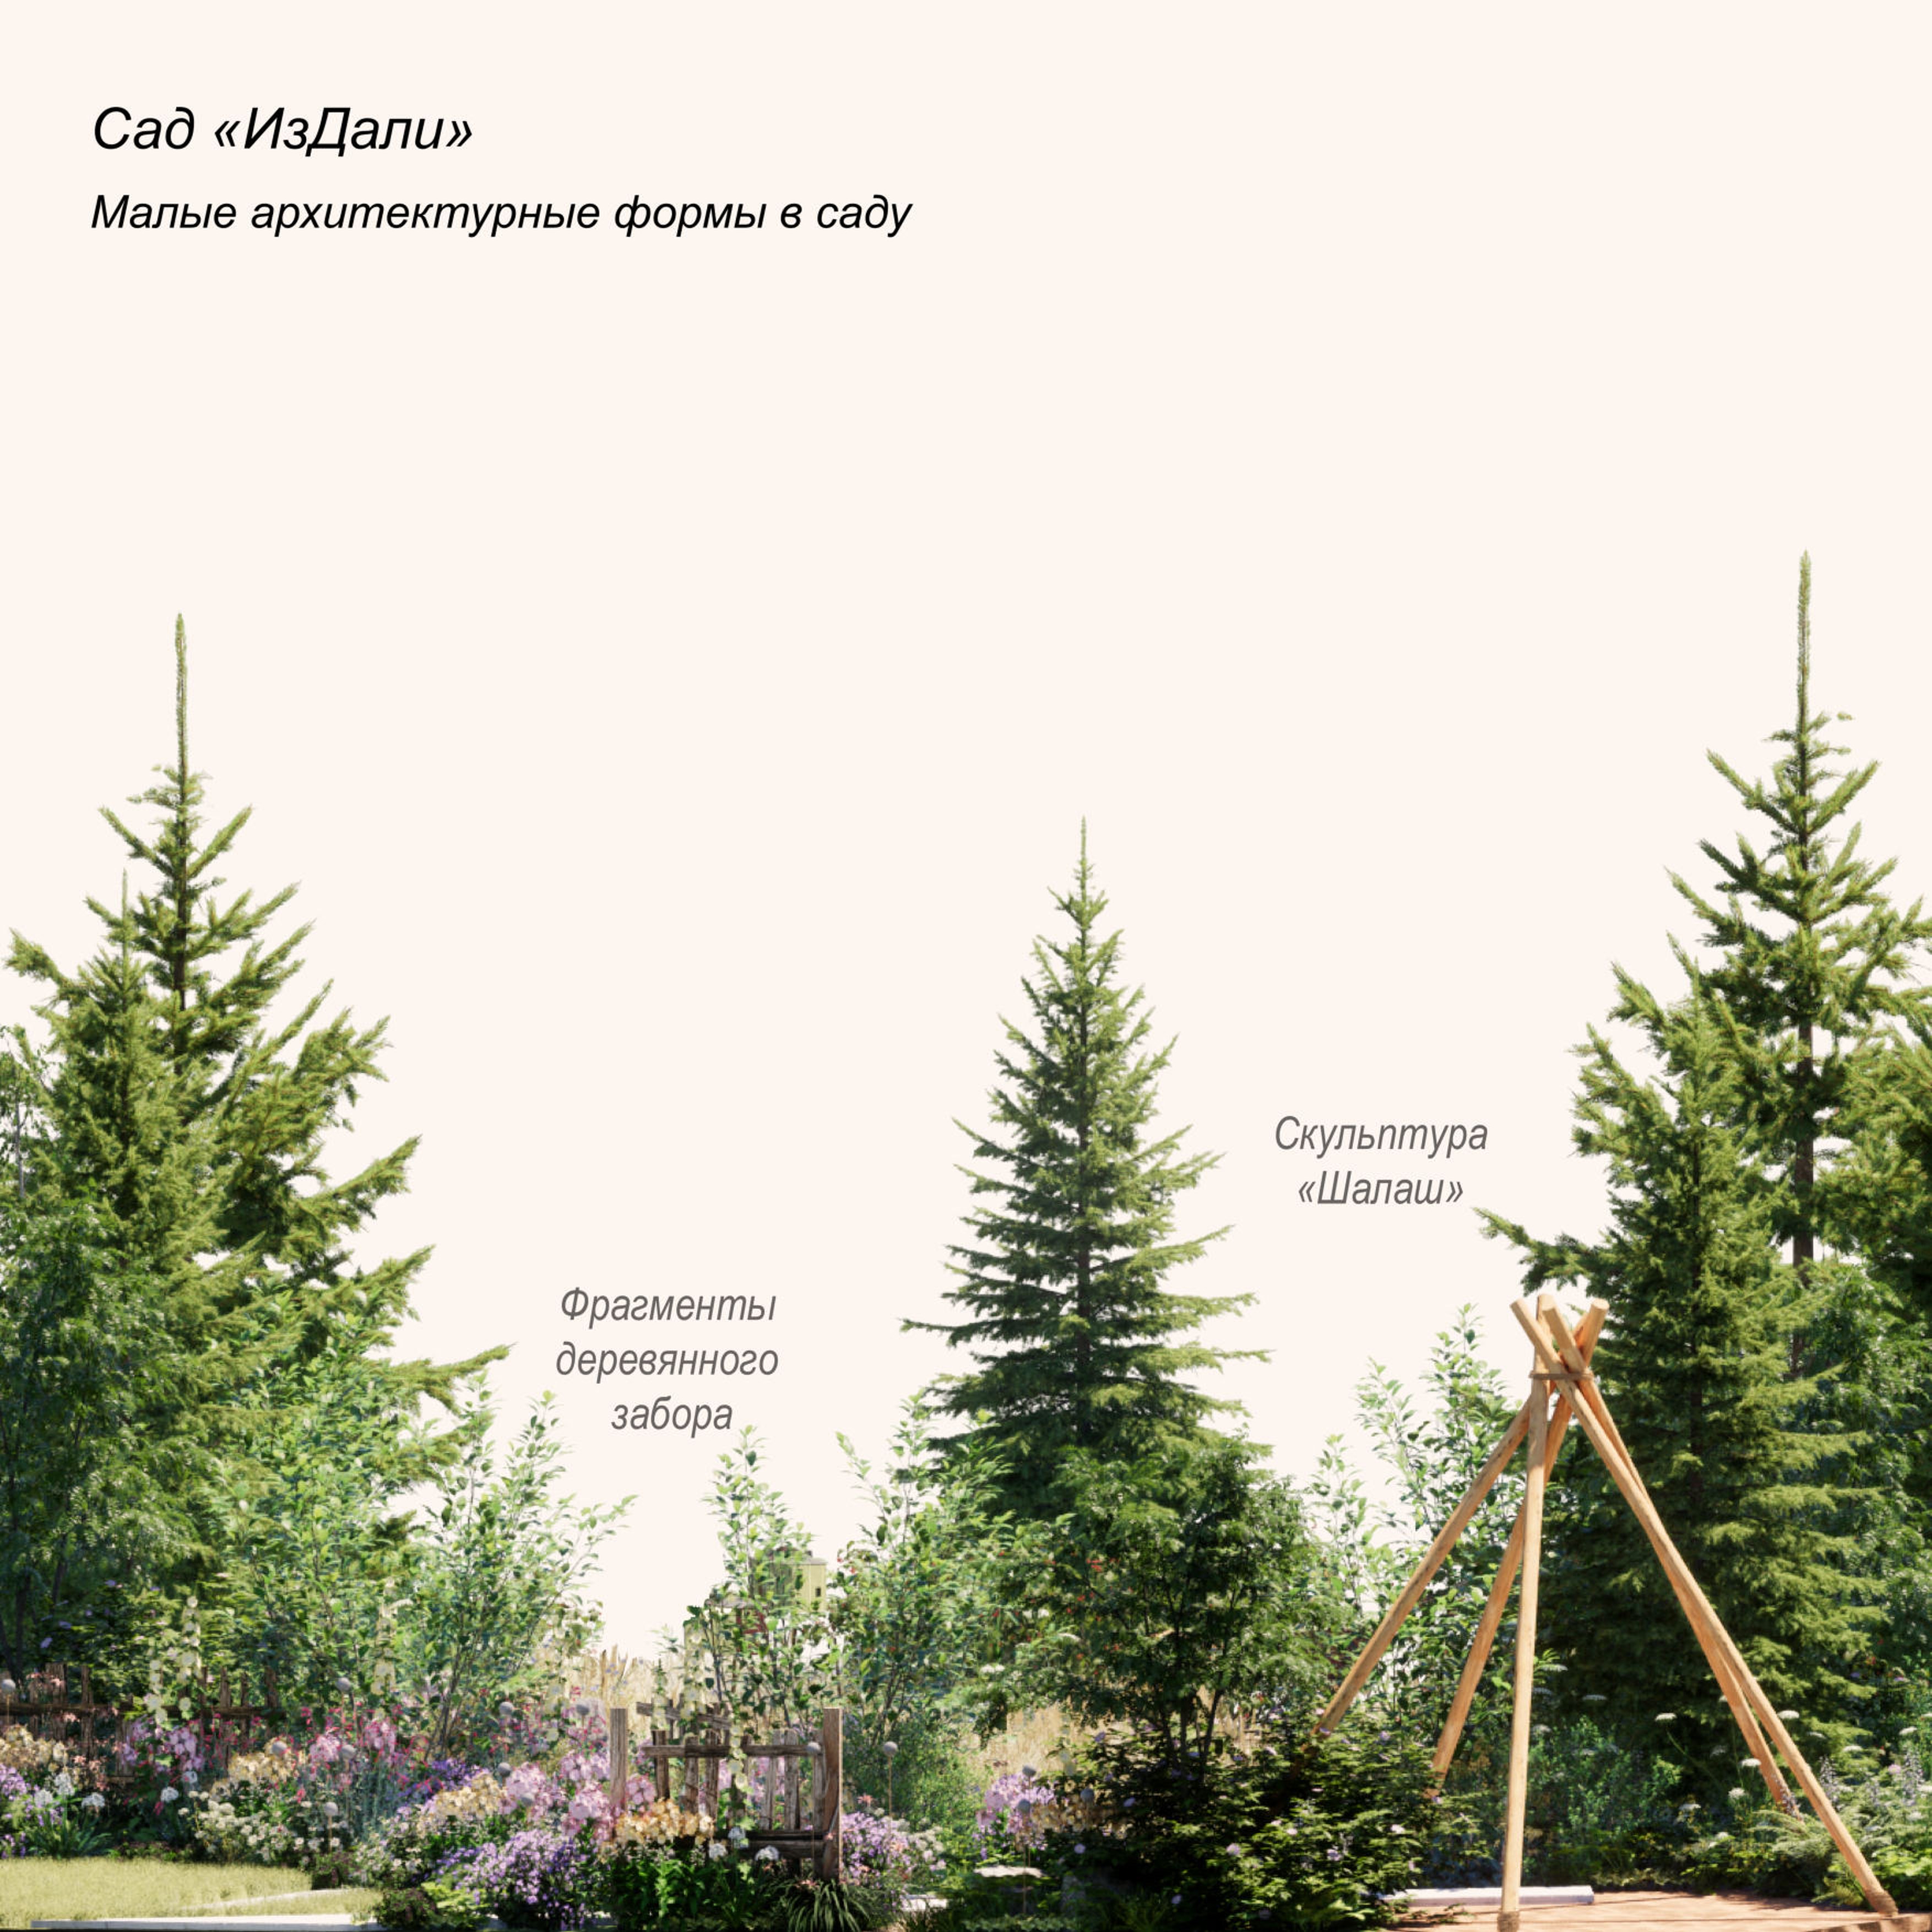 Сад «ИзДали»
Малые архитектурные формы в саду
Скульптура
«Шалаш»
Фрагменты
деревянного
забора